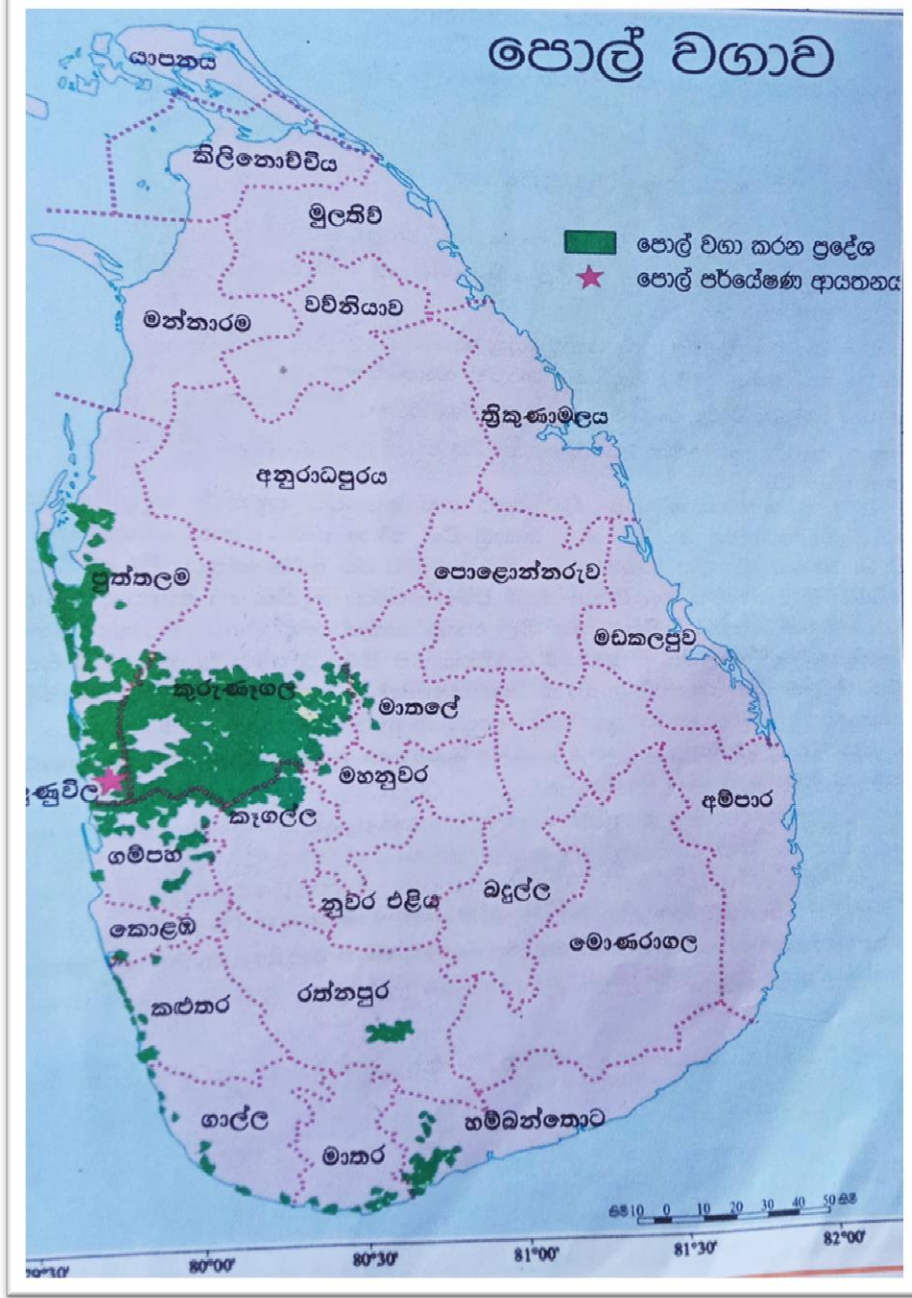 පොල් වගාව
යාපනය
කිලිනොච්චිය
මුලතිව්
පොල් වගා කරන ප්‍රදේශ
පොල් පර්යේෂණ ආයතනය
මන්නාරම
වව්නියාව
ත්‍රිකුණාමලය
අනුරාධපුරය
පුත්තලම
පොළොන්නරුව
මඩකලපුව
කුරුණෑගල
මාතලේ
මහනුවර
ණුවිල
අම්පාර
කෑගල්ල
ගම්පහ
නුවර එළිය
බදුල්ල
කොළඹ
මොණරාගල
කළුතර
රත්නපුර
ගාල්ල
හම්බන්තොට
මාතර
කිමී 10 0 10 20 30 40 50 කිමී
79°30' 80°00' 80°30' 81°00' 81°30' 82°00'